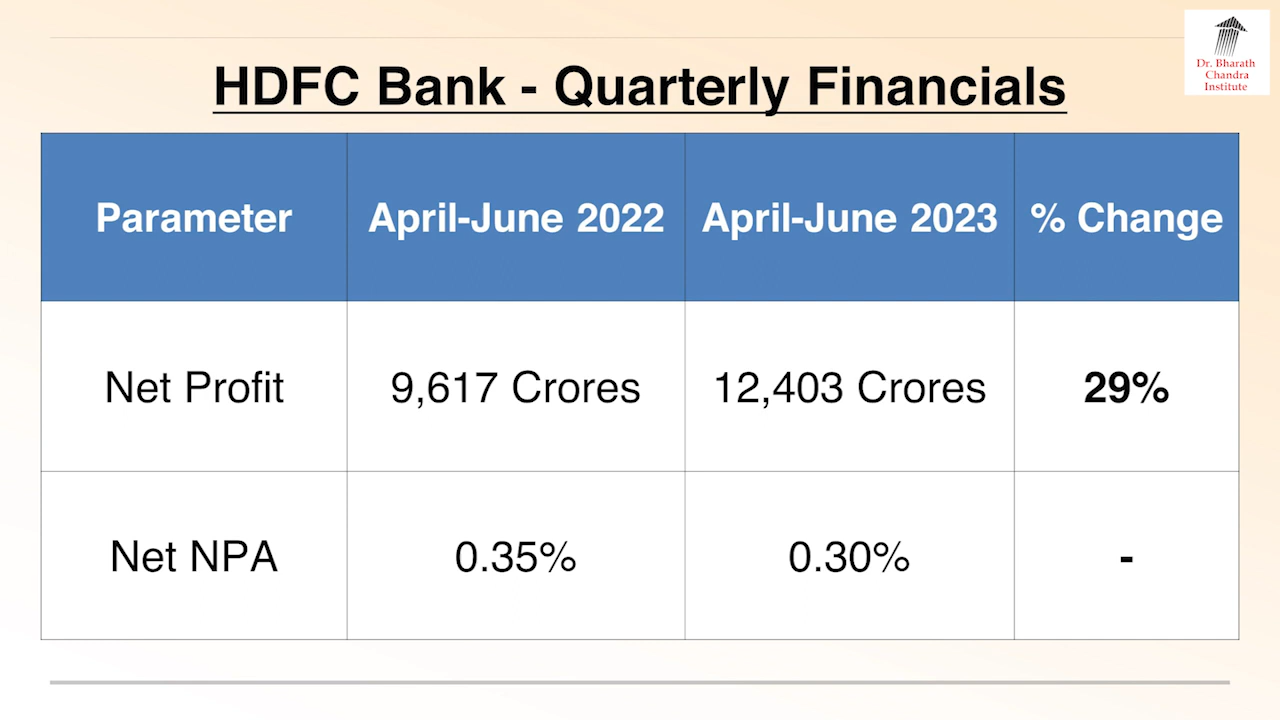 Dr. Bharath
Chandra
Institute
HDFC Bank - Quarterly Financials
Parameter April-June 2022 April-June 2023 % Change
Net Profit 9,617 Crores 12,403 Crores 29%
Net NPA 0.35% 0.30% -